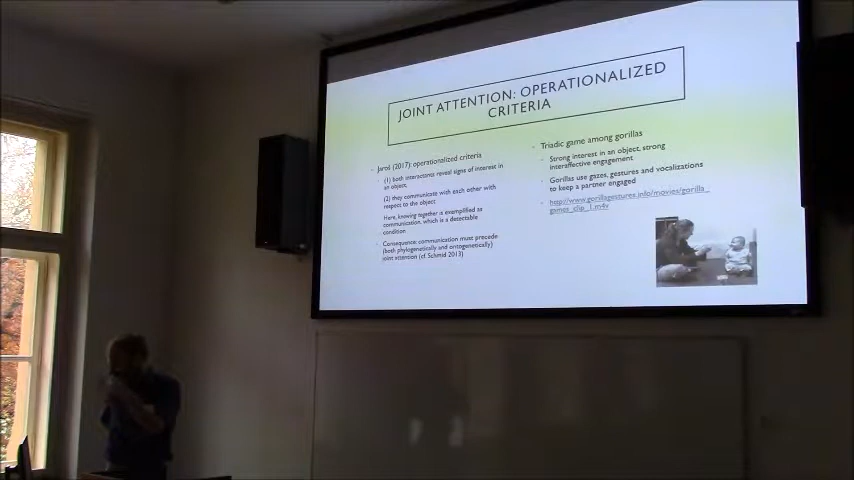 JOINT ATTENTION: OPERATIONALIZED
CRITERIA
Jaroš (2017): operationalized criteria
(1) both interactants reveal signs of interest in
an object;
(2) they communicate with each other with
respect to the object
Here, knowing together is exemplified as
communication, which is a detectable
condition
Consequence: communication must precede
(both phylogenetically and ontogenetically)
joint attention (cf. Schmid 2013)
Triadic game among gorillas
Strong interest in an object, strong
interaffective engagement
Gorillas use gazes, gestures and vocalizations
to keep a partner engaged
http://www.gorillagestures.info/movies/gorilla_
games_clip_1.m4v